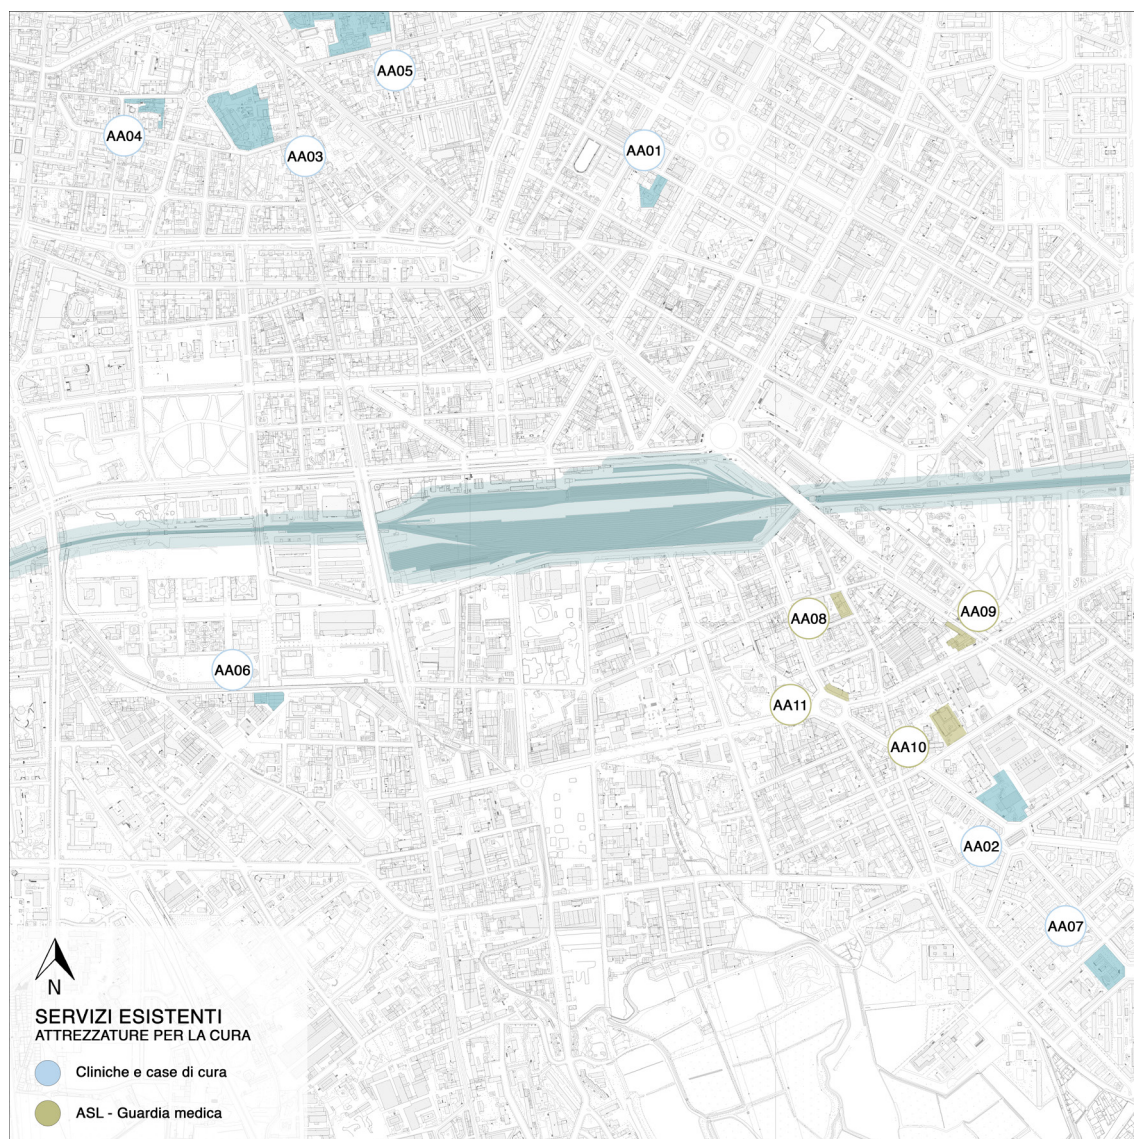 AA05
AA04
AA03
AA01
AA08
AA09
AA06
AA11
AA10
AA02
AA07
N
SERVIZI ESISTENTI
ATTREZZATURE PER LA CURA
Cliniche e case di cura
ASL - Guardia medica